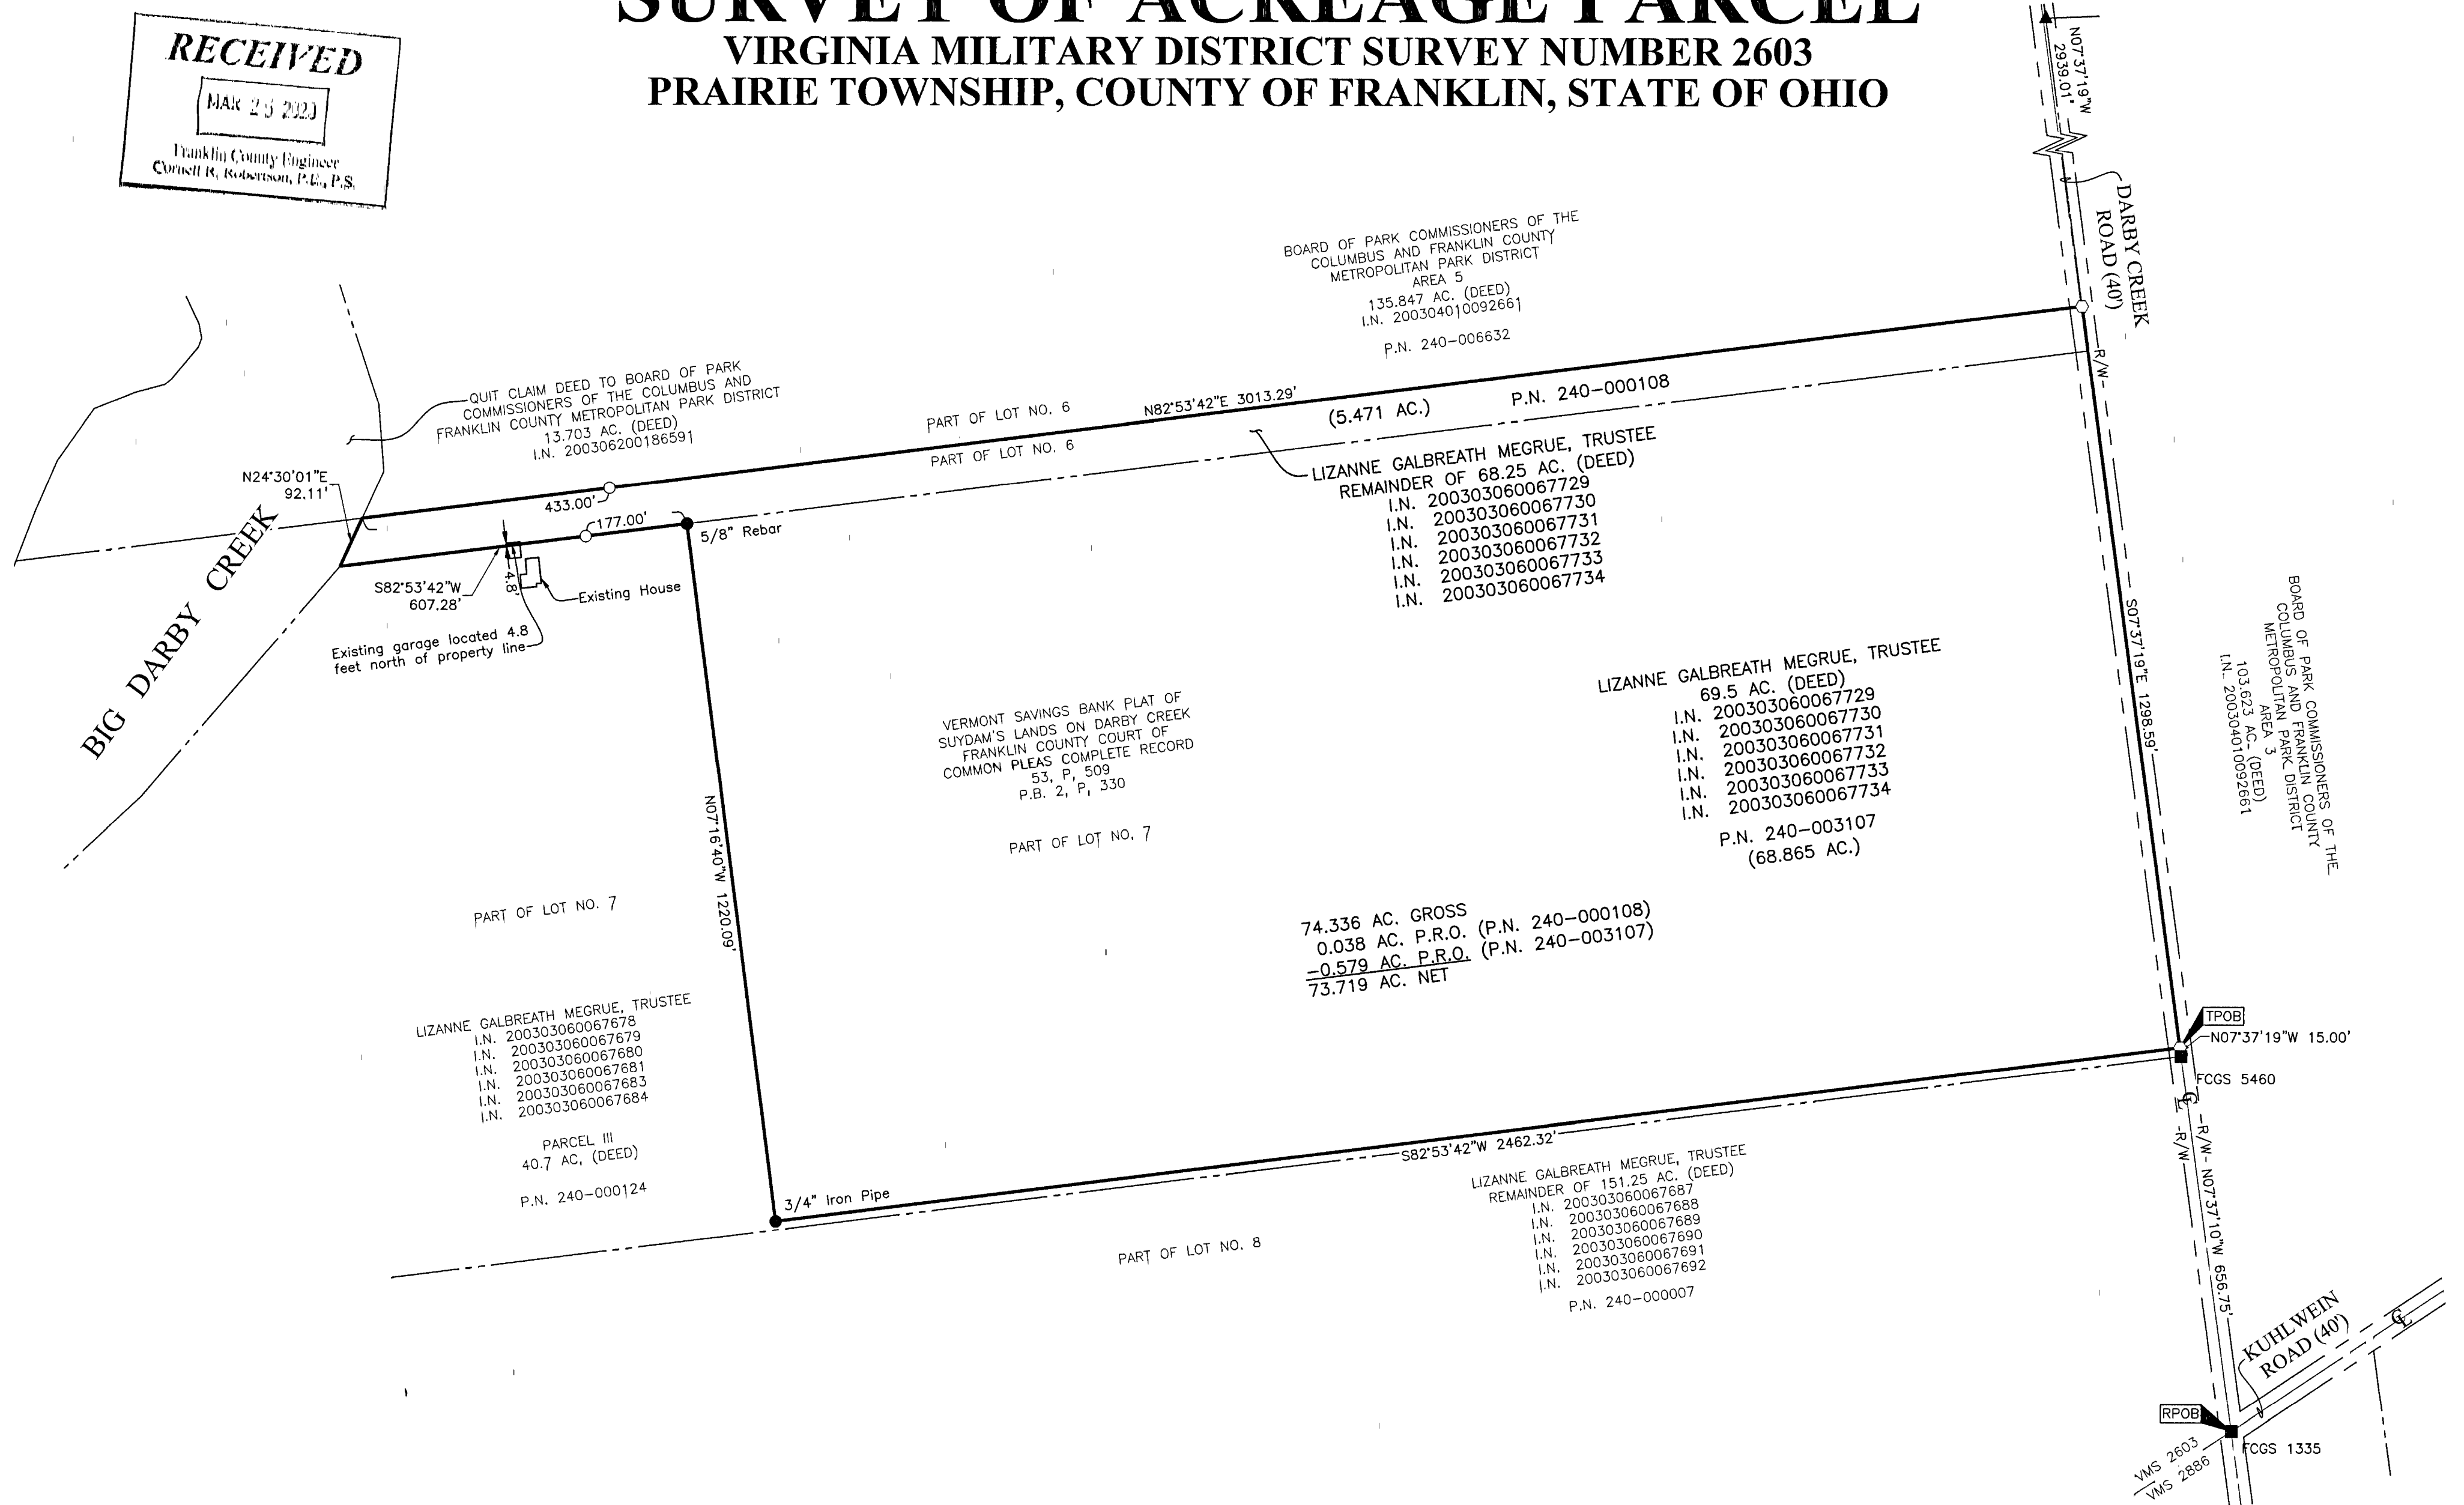 SURVEY OF ACREAGE PARCEL
VIRGINIA MILITARY DISTRICT SURVEY NUMBER 2603
PRAIRIE TOWNSHIP, COUNTY OF FRANKLIN, STATE OF OHIO
RECEIVED
MAR 25 2020
Franklin County Engineer
Cornell R. Robertson, P.E., P.S.
N07°37'19"W
2939.01'
DARBY CREEK
ROAD (40')
BOARD OF PARK COMMISSIONERS OF THE
COLUMBUS AND FRANKLIN COUNTY
METROPOLITAN PARK DISTRICT
AREA 5
135.847 AC. (DEED)
I.N. 200304010092661
P.N. 240-006632
QUIT CLAIM DEED TO BOARD OF PARK
COMMISSIONERS OF THE COLUMBUS AND
FRANKLIN COUNTY METROPOLITAN PARK DISTRICT
13.703 AC. (DEED)
I.N. 200306200186591
N24°30'01"E
92.11'
BIG DARBY CREEK
433.00'
177.00'
5/8" Rebar
S82°53'42"W
607.28'
4.8'
Existing House
Existing garage located 4.8
feet north of property line
PART OF LOT NO. 6
PART OF LOT NO. 6
N82°53'42"E 3013.29'
(5.471 AC.)
P.N. 240-000108
R/W
LIZANNE GALBREATH MEGRUE, TRUSTEE
REMAINDER OF 68.25 AC. (DEED)
I.N. 200303060067729
I.N. 200303060067730
I.N. 200303060067731
I.N. 200303060067732
I.N. 200303060067733
I.N. 200303060067734
S07°37'19"E 1298.59'
BOARD OF PARK COMMISSIONERS OF THE
COLUMBUS AND FRANKLIN COUNTY
METROPOLITAN PARK DISTRICT
AREA 3
103.623 AC. (DEED)
I.N. 200304010092661
LIZANNE GALBREATH MEGRUE, TRUSTEE
69.5 AC. (DEED)
I.N. 200303060067729
I.N. 200303060067730
I.N. 200303060067731
I.N. 200303060067732
I.N. 200303060067733
I.N. 200303060067734
P.N. 240-003107
(68.865 AC.)
VERMONT SAVINGS BANK PLAT OF
SUYDAM'S LANDS ON DARBY CREEK
FRANKLIN COUNTY COURT OF
COMMON PLEAS COMPLETE RECORD
53, P, 509
P.B. 2, P, 330
PART OF LOT NO. 7
N07°16'40"W 1220.09'
PART OF LOT NO. 7
74.336 AC. GROSS
0.038 AC. P.R.O. (P.N. 240-000108)
-0.579 AC. P.R.O. (P.N. 240-003107)
73.719 AC. NET
LIZANNE GALBREATH MEGRUE, TRUSTEE
I.N. 200303060067678
I.N. 200303060067679
I.N. 200303060067680
I.N. 200303060067681
I.N. 200303060067683
I.N. 200303060067684
PARCEL III
40.7 AC, (DEED)
P.N. 240-000124
TPOB
N07°37'19"W 15.00'
FCGS 5460
CL
R/W
R/W
N07°37'10"W 656.75'
S82°53'42"W 2462.32'
3/4" Iron Pipe
LIZANNE GALBREATH MEGRUE, TRUSTEE
REMAINDER OF 151.25 AC. (DEED)
I.N. 200303060067687
I.N. 200303060067688
I.N. 200303060067689
I.N. 200303060067690
I.N. 200303060067691
I.N. 200303060067692
P.N. 240-000007
PART OF LOT NO. 8
KUHLWEIN
ROAD (40')
CL
RPOB
FCGS 1335
VMS 2603
VMS 2886